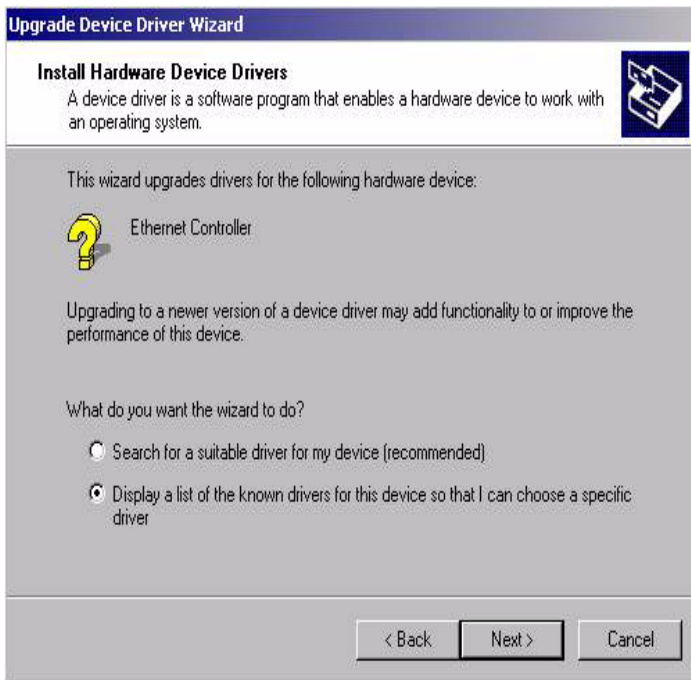 Upgrade Device Driver Wizard
Install Hardware Device Drivers
A device driver is a software program that enables a hardware device to work with
an operating system.
This wizard upgrades drivers for the following hardware device:
Ethernet Controller
Upgrading to a newer version of a device driver may add functionality to or improve the
performance of this device.
What do you want the wizard to do?
Search for a suitable driver for my device (recommended)
Display a list of the known drivers for this device so that I can choose a specific
driver
< Back Next > Cancel